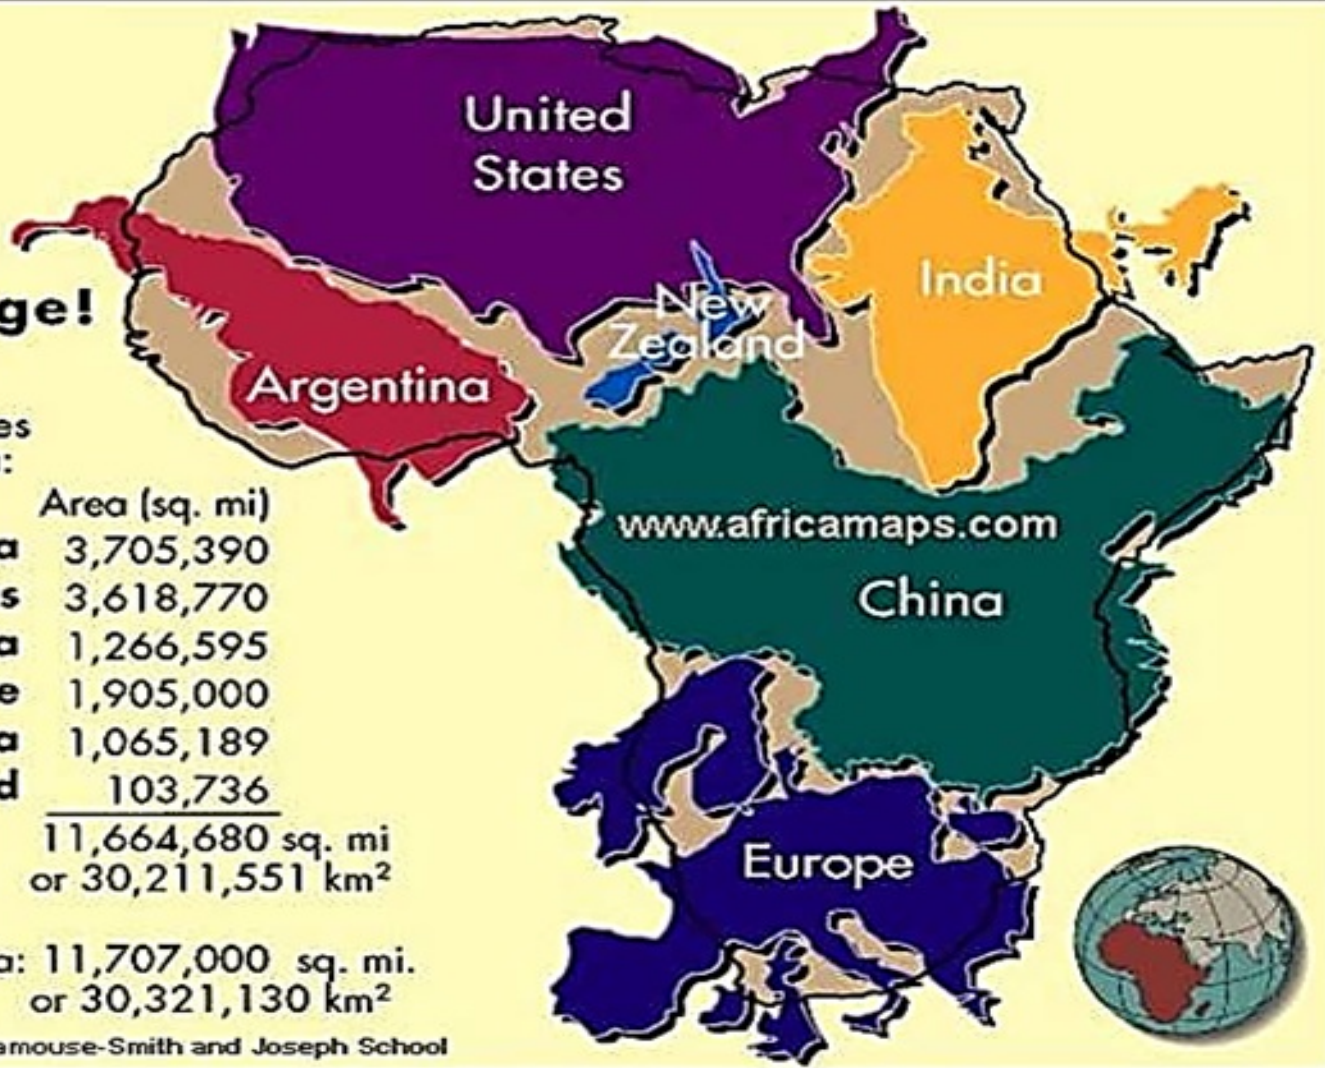 United
States
India
New
Zealand
ge!
Argentina
es
:
Area (sq. mi)
a 3,705,390
s 3,618,770
a 1,266,595
e 1,905,000
a 1,065,189
d 103,736
11,664,680 sq. mi
or 30,211,551 km²
www.africamaps.com
China
Europe
a: 11,707,000 sq. mi.
or 30,321,130 km²
amouse-Smith and Joseph School